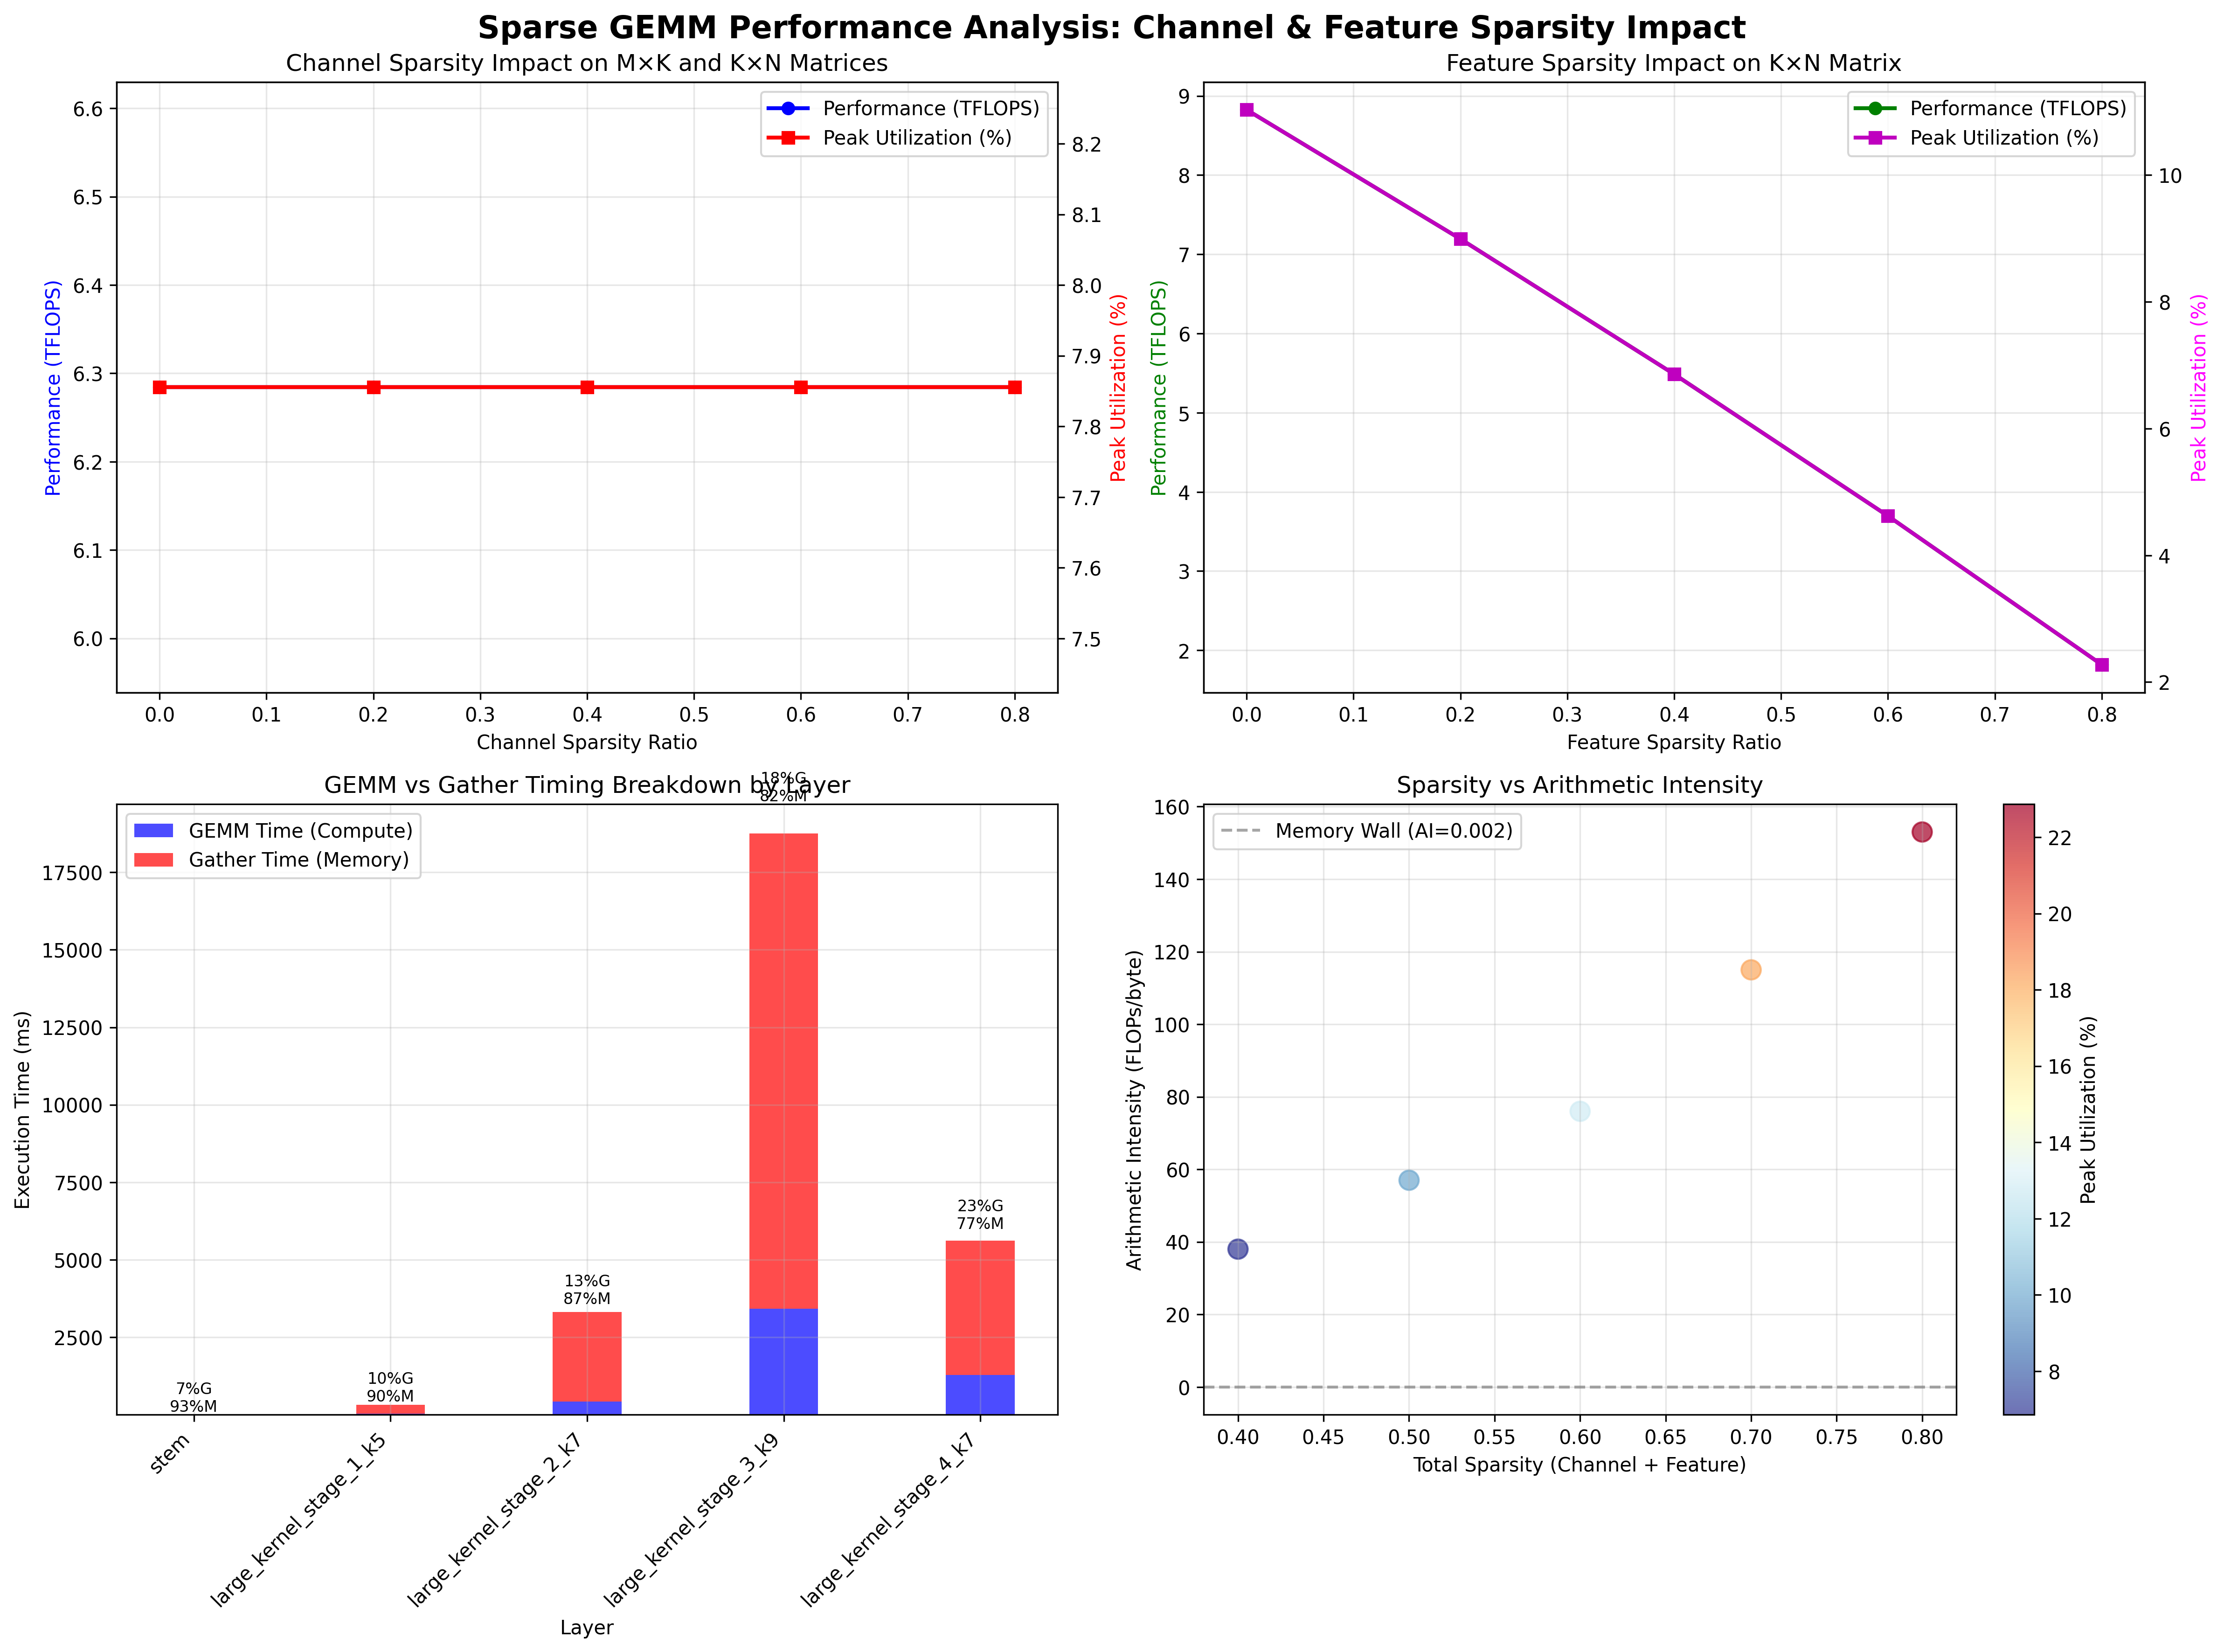 Sparse GEMM Performance Analysis: Channel & Feature Sparsity Impact
Channel Sparsity Impact on M×K and K×N Matrices
Performance (TFLOPS)
Peak Utilization (%)
6.6
6.5
6.4
6.3
6.2
6.1
6.0
Performance (TFLOPS)
8.2
8.1
8.0
7.9
7.8
7.7
7.6
7.5
Peak Utilization (%)
0.0 0.1 0.2 0.3 0.4 0.5 0.6 0.7 0.8
Channel Sparsity Ratio
Feature Sparsity Impact on K×N Matrix
Performance (TFLOPS)
Peak Utilization (%)
9
8
7
6
5
4
3
2
Performance (TFLOPS)
10
8
6
4
2
Peak Utilization (%)
0.0 0.1 0.2 0.3 0.4 0.5 0.6 0.7 0.8
Feature Sparsity Ratio
GEMM vs Gather Timing Breakdown by Layer
GEMM Time (Compute)
Gather Time (Memory)
17500
15000
12500
10000
7500
5000
2500
Execution Time (ms)
7%G
93%M
10%G
90%M
13%G
87%M
18%G
82%M
23%G
77%M
stem
large_kernel_stage_1_k5
large_kernel_stage_2_k7
large_kernel_stage_3_k9
large_kernel_stage_4_k7
Layer
Sparsity vs Arithmetic Intensity
Memory Wall (AI=0.002)
160
140
120
100
80
60
40
20
0
Arithmetic Intensity (FLOPs/byte)
0.40 0.45 0.50 0.55 0.60 0.65 0.70 0.75 0.80
Total Sparsity (Channel + Feature)
22
20
18
16
14
12
10
8
Peak Utilization (%)